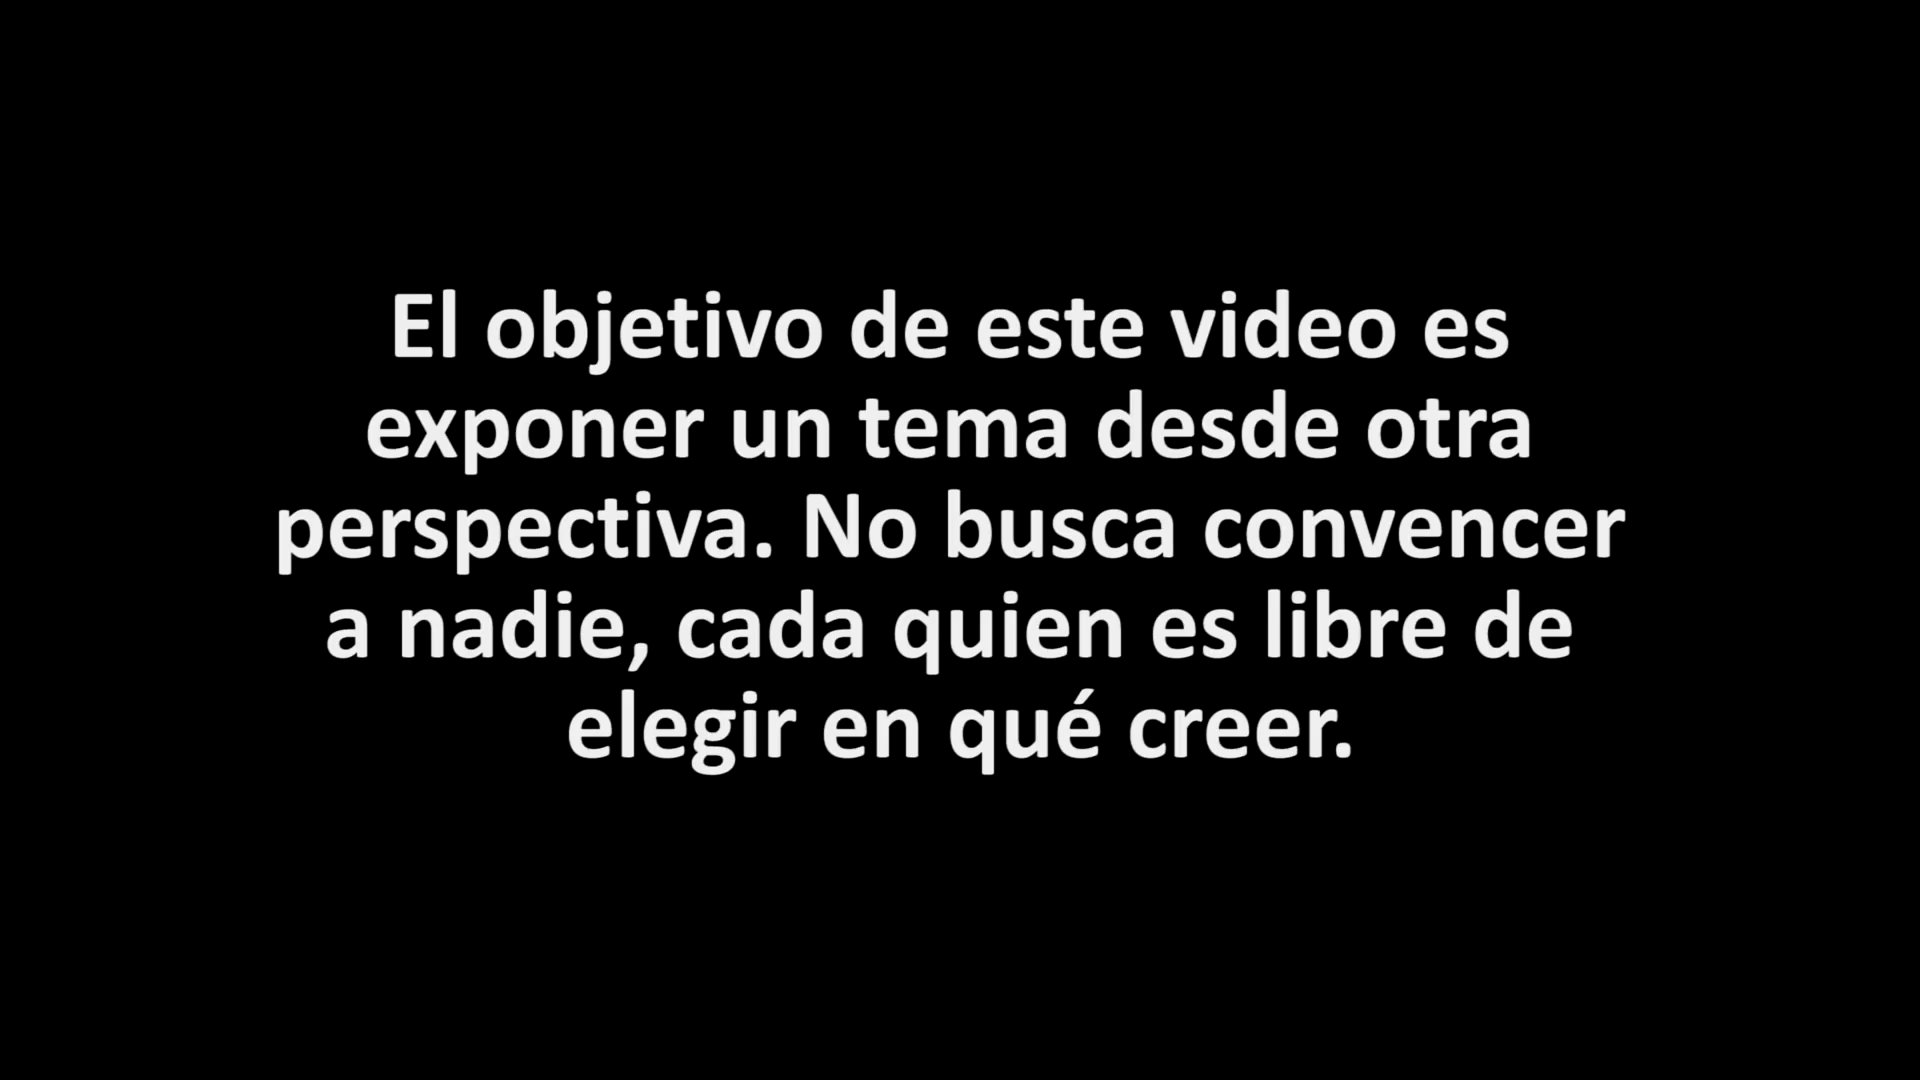 El objetivo de este video es
exponer un tema desde otra
perspectiva. No busca convencer
a nadie, cada quien es libre de
elegir en qué creer.